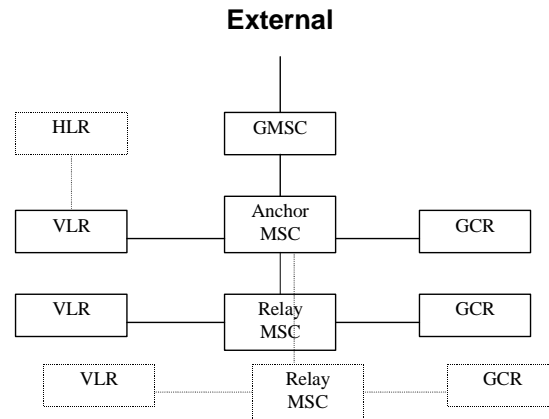 External
HLR
GMSC
VLR
Anchor
MSC
GCR
VLR
Relay
MSC
GCR
VLR
Relay
MSC
GCR